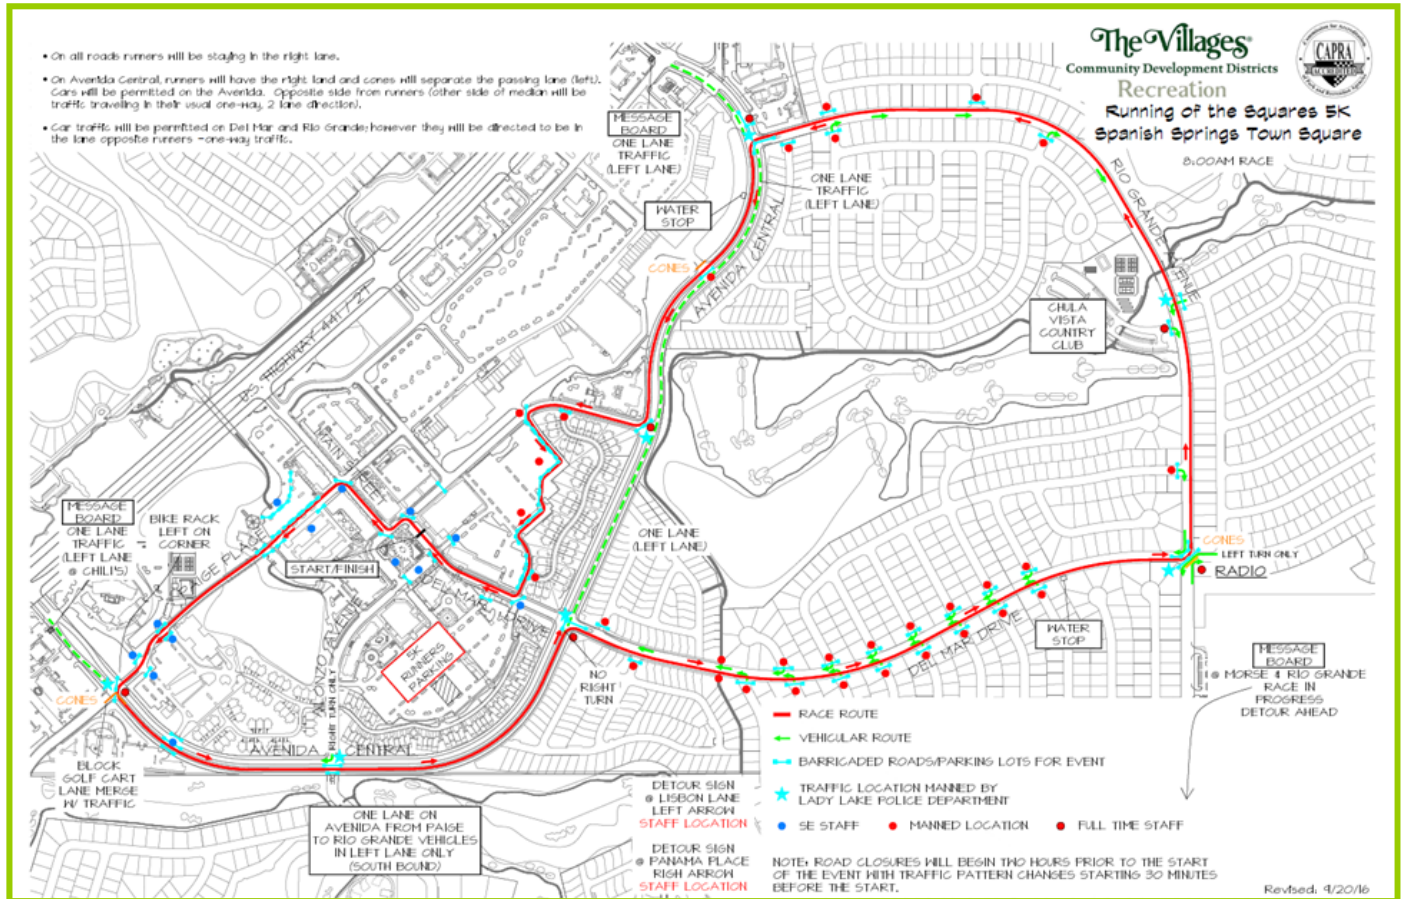 • On all roads runners will be staying in the right lane.
• On Avenida Central, runners will have the right land and cones will separate the passing lane (left).
Cars will be permitted on the Avenida. Opposite side from runners (other side of median will be
traffic travelling in their usual one-way, 2 lane direction).
• Car traffic will be permitted on Del Mar and Rio Grande; however they will be directed to be in
the lane opposite runners -one-way traffic.
The Villages®
Community Development Districts
Recreation
CAPRA
ACCREDITED
Running of the Squares 5K
Spanish Springs Town Square
8:00AM RACE
MESSAGE
BOARD
ONE LANE
TRAFFIC
(LEFT LANE)
ONE LANE
TRAFFIC
(LEFT LANE)
WATER
STOP
CONES
AVENIDA CENTRAL
RIO GRANDE AVENUE
CHULA
VISTA
COUNTRY
CLUB
US HIGHWAY 441/27
MAIN STREET
MESSAGE
BOARD
ONE LANE
TRAFFIC
(LEFT LANE
@ CHILI'S)
BIKE RACK
LEFT ON
CORNER
PAIGE PLACE
START/FINISH
DEL MAR DRIVE
ALONZO AVENUE
RIGHT TURN ONLY
5K
RUNNERS
PARKING
ONE LANE
(LEFT LANE)
CONES
LEFT TURN ONLY
RADIO
WATER
STOP
DEL MAR DRIVE
NO
RIGHT
TURN
MESSAGE
BOARD
@ MORSE & RIO GRANDE
RACE IN
PROGRESS
DETOUR AHEAD
CONES
AVENIDA CENTRAL
BLOCK
GOLF CART
LANE MERGE
W/ TRAFFIC
ONE LANE ON
AVENIDA FROM PAIGE
TO RIO GRANDE VEHICLES
IN LEFT LANE ONLY
(SOUTH BOUND)
DETOUR SIGN
@ LISBON LANE
LEFT ARROW
STAFF LOCATION
DETOUR SIGN
@ PANAMA PLACE
RIGH ARROW
STAFF LOCATION
RACE ROUTE
VEHICULAR ROUTE
BARRICADED ROADS/PARKING LOTS FOR EVENT
TRAFFIC LOCATION MANNED BY
LADY LAKE POLICE DEPARTMENT
SE STAFF
MANNED LOCATION
FULL TIME STAFF
NOTE: ROAD CLOSURES WILL BEGIN TWO HOURS PRIOR TO THE START
OF THE EVENT WITH TRAFFIC PATTERN CHANGES STARTING 30 MINUTES
BEFORE THE START.
Revised: 9/20/16